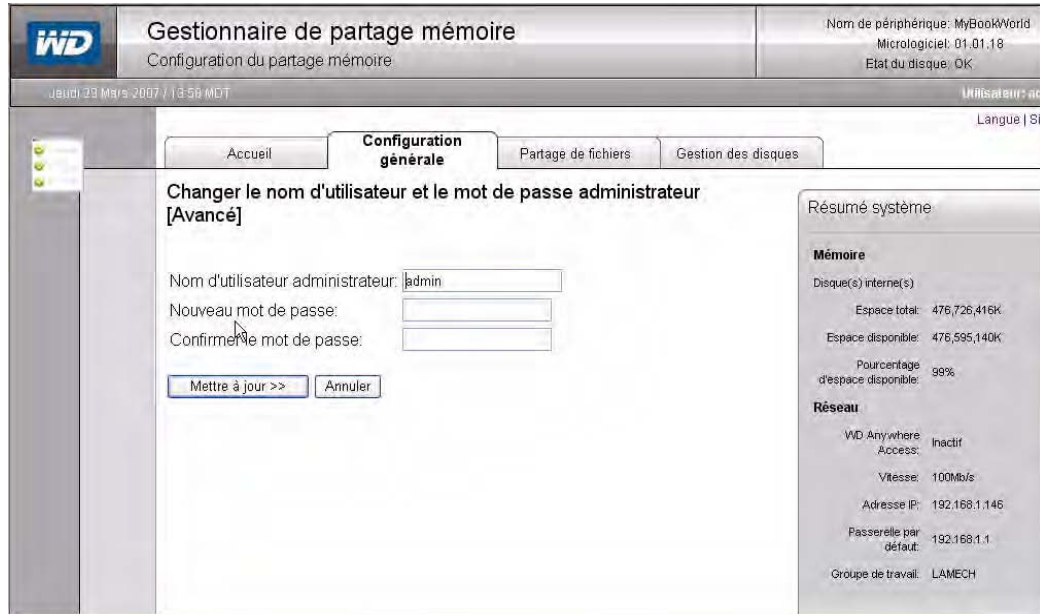 WD
Gestionnaire de partage mémoire
Configuration du partage mémoire
Nom de périphérique: MyBookWorld
Micrologiciel: 01.01.18
Etat du disque: OK
Jeudi 29 Mars 2007 / 13:59 MDT
Utilisateur: ad
Langue | Si
Accueil
Configuration générale
Partage de fichiers
Gestion des disques
Changer le nom d'utilisateur et le mot de passe administrateur
[Avancé]
Nom d'utilisateur administrateur: admin
Nouveau mot de passe:
Confirmer le mot de passe:
Mettre à jour >>
Annuler
Résumé système
Mémoire
Disque(s) interne(s)
Espace total: 476,726,416K
Espace disponible: 476,595,140K
Pourcentage d'espace disponible: 99%
Réseau
WD Anywhere Access: Inactif
Vitesse: 100Mb/s
Adresse IP: 192.168.1.146
Passerelle par défaut: 192.168.1.1
Groupe de travail: LAMECH